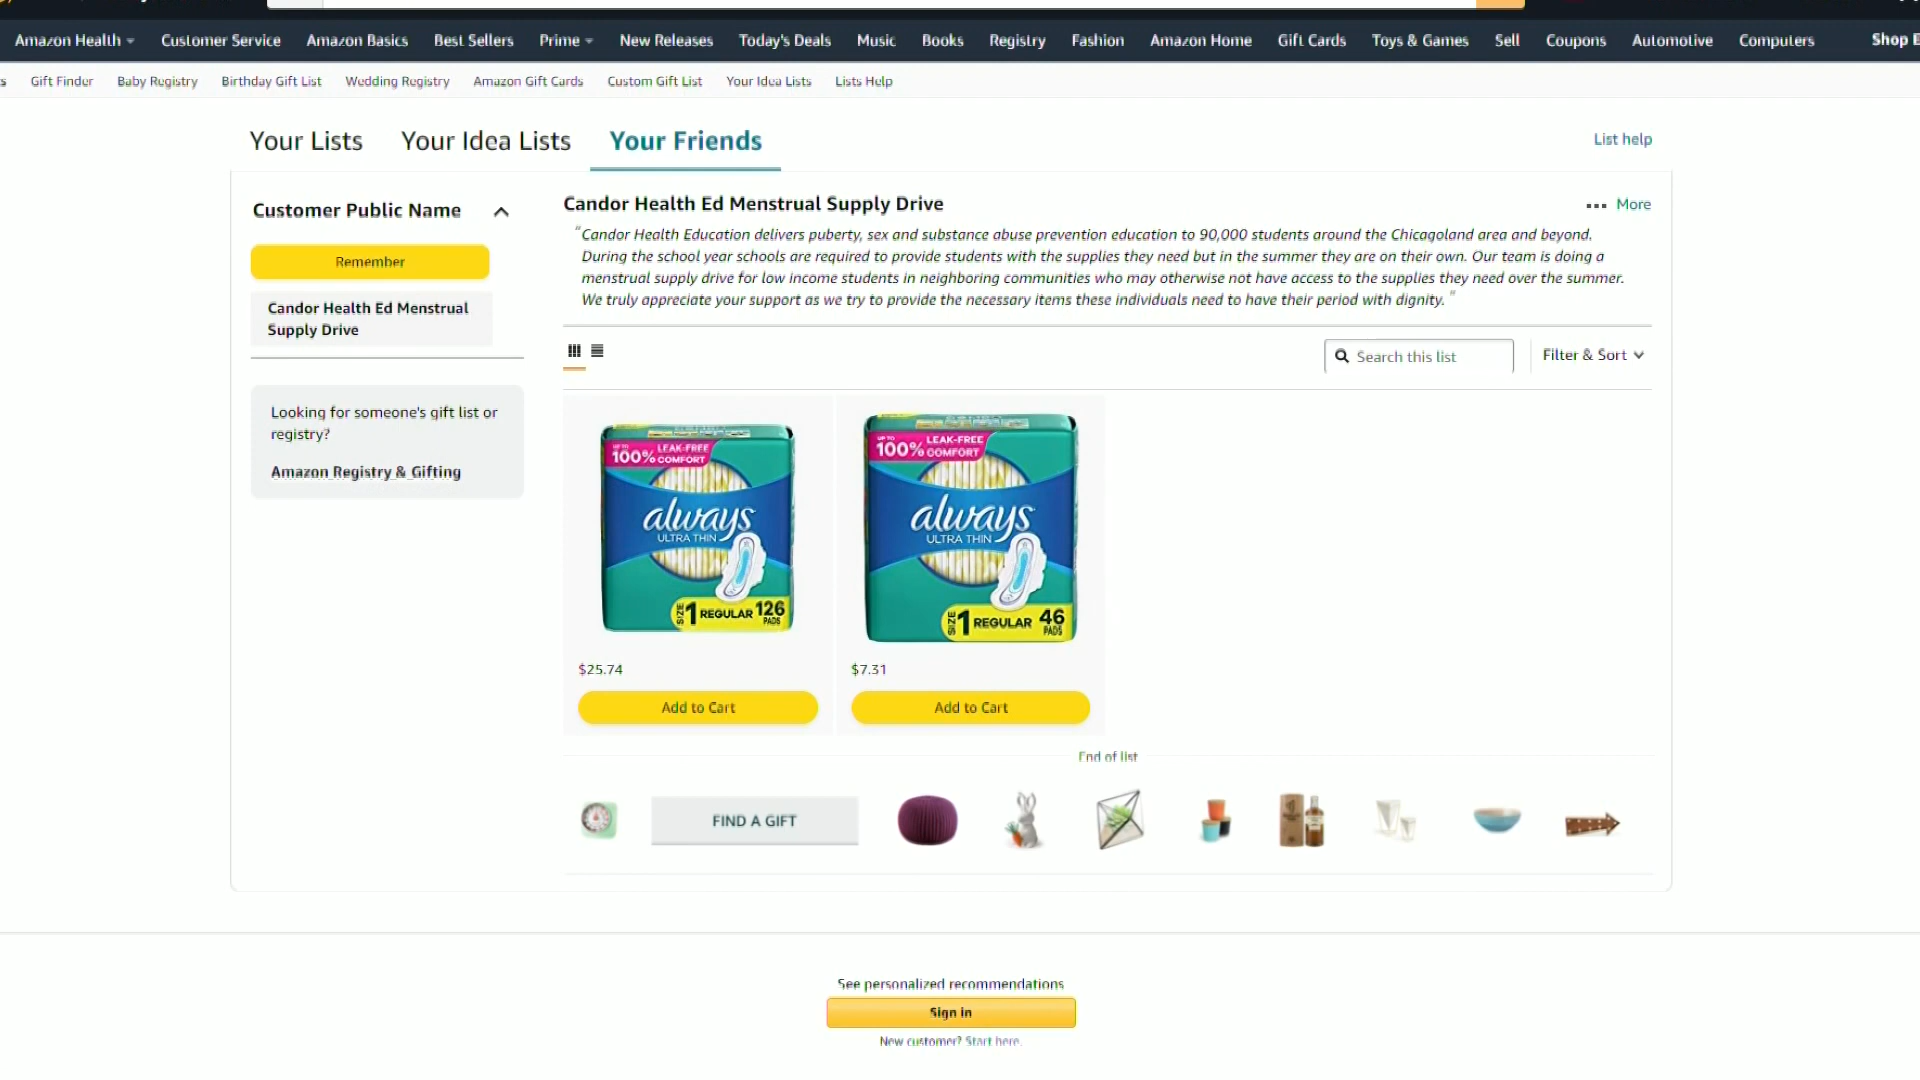 Amazon Health Customer Service Amazon Basics Best Sellers Prime New Releases Today's Deals Music Books Registry Fashion Amazon Home Gift Cards Toys & Games Sell Coupons Automotive Computers Shop
Gift Finder Baby Registry Birthday Gift List Wedding Registry Amazon Gift Cards Custom Gift List Your Idea Lists Lists Help
Your Lists Your Idea Lists Your Friends List help
Customer Public Name
Remember
Candor Health Ed Menstrual
Supply Drive
Looking for someone's gift list or
registry?
Amazon Registry & Gifting
Candor Health Ed Menstrual Supply Drive
More
"Candor Health Education delivers puberty, sex and substance abuse prevention education to 90,000 students around the Chicagoland area and beyond.
During the school year schools are required to provide students with the supplies they need but in the summer they are on their own. Our team is doing a
menstrual supply drive for low income students in neighboring communities who may otherwise not have access to the supplies they need over the summer.
We truly appreciate your support as we try to provide the necessary items these individuals need to have their period with dignity. "
Search this list Filter & Sort
UP TO 100% LEAK-FREE COMFORT
always
ULTRA THIN
SIZE 1 REGULAR 126 PADS
$25.74
Add to Cart
UP TO 100% LEAK-FREE COMFORT
always
ULTRA THIN
SIZE 1 REGULAR 46 PADS
$7.31
Add to Cart
End of list
FIND A GIFT
See personalized recommendations
Sign in
New customer? Start here.